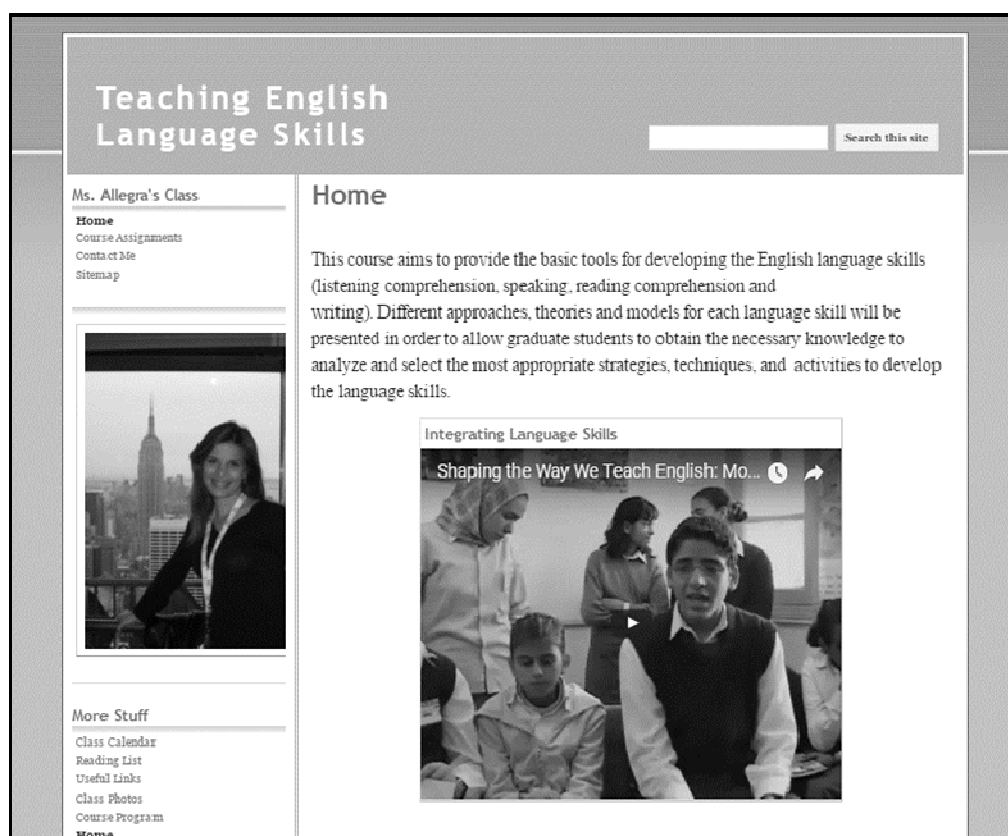 Teaching English
Language Skills
Search this site
Ms. Allegra's Class
Home
Course Assignments
Contact Me
Sitemap
More Stuff
Class Calendar
Reading List
Useful Links
Class Photos
Course Program
Home
Home
This course aims to provide the basic tools for developing the English language skills
(listening comprehension, speaking, reading comprehension and
writing). Different approaches, theories and models for each language skill will be
presented in order to allow graduate students to obtain the necessary knowledge to
analyze and select the most appropriate strategies, techniques, and activities to develop
the language skills.
Integrating Language Skills
Shaping the Way We Teach English: Mo...